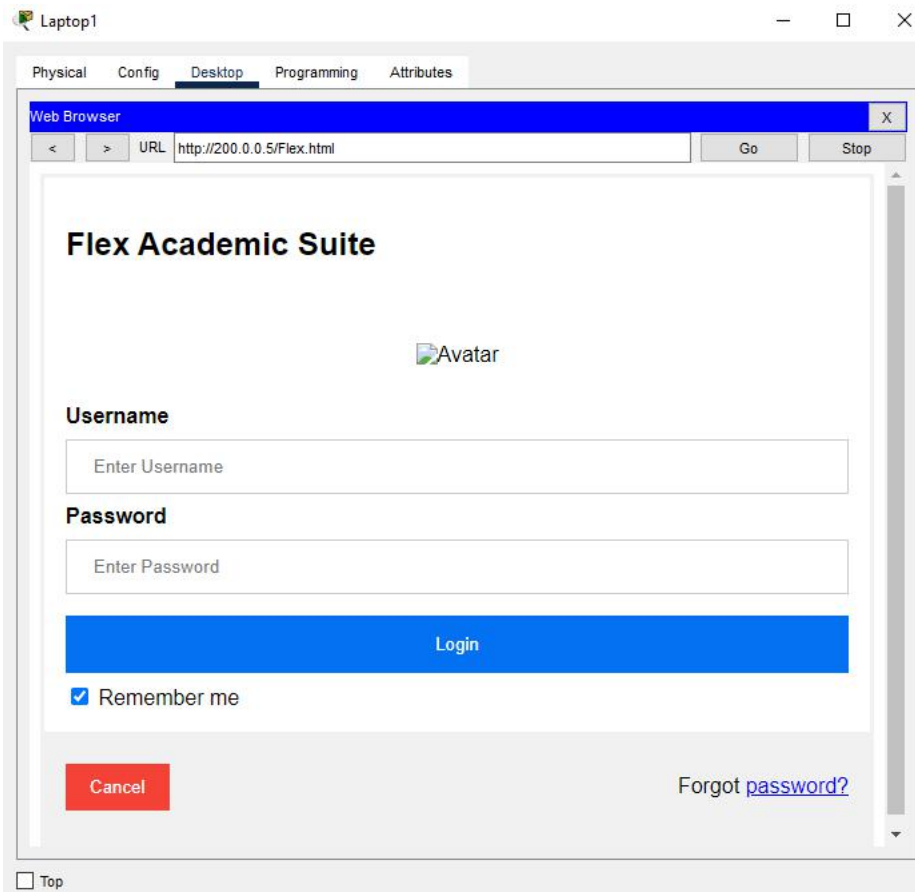 Laptop1
Physical Config Desktop Programming Attributes
Web Browser X
< > URL http://200.0.0.5/Flex.html Go Stop
Flex Academic Suite
Avatar
Username
Enter Username
Password
Enter Password
Login
Remember me
Cancel Forgot password?
Top